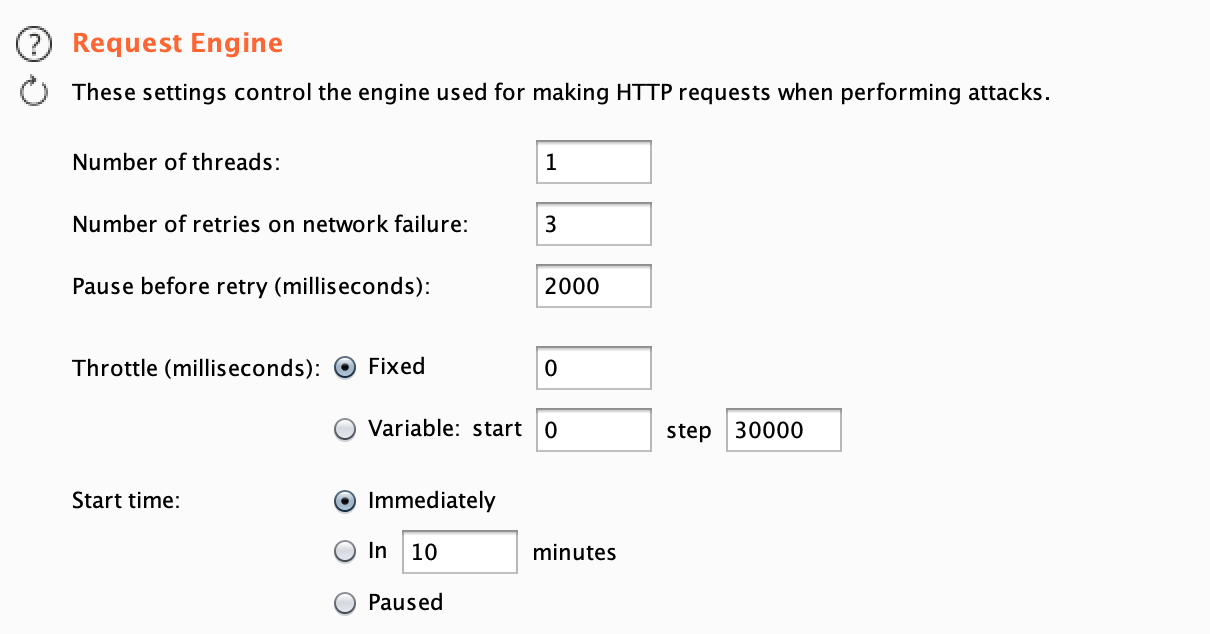 ? Request Engine
These settings control the engine used for making HTTP requests when performing attacks.
Number of threads: 1
Number of retries on network failure: 3
Pause before retry (milliseconds): 2000
Throttle (milliseconds): Fixed 0
Variable: start 0 step 30000
Start time: Immediately
In 10 minutes
Paused